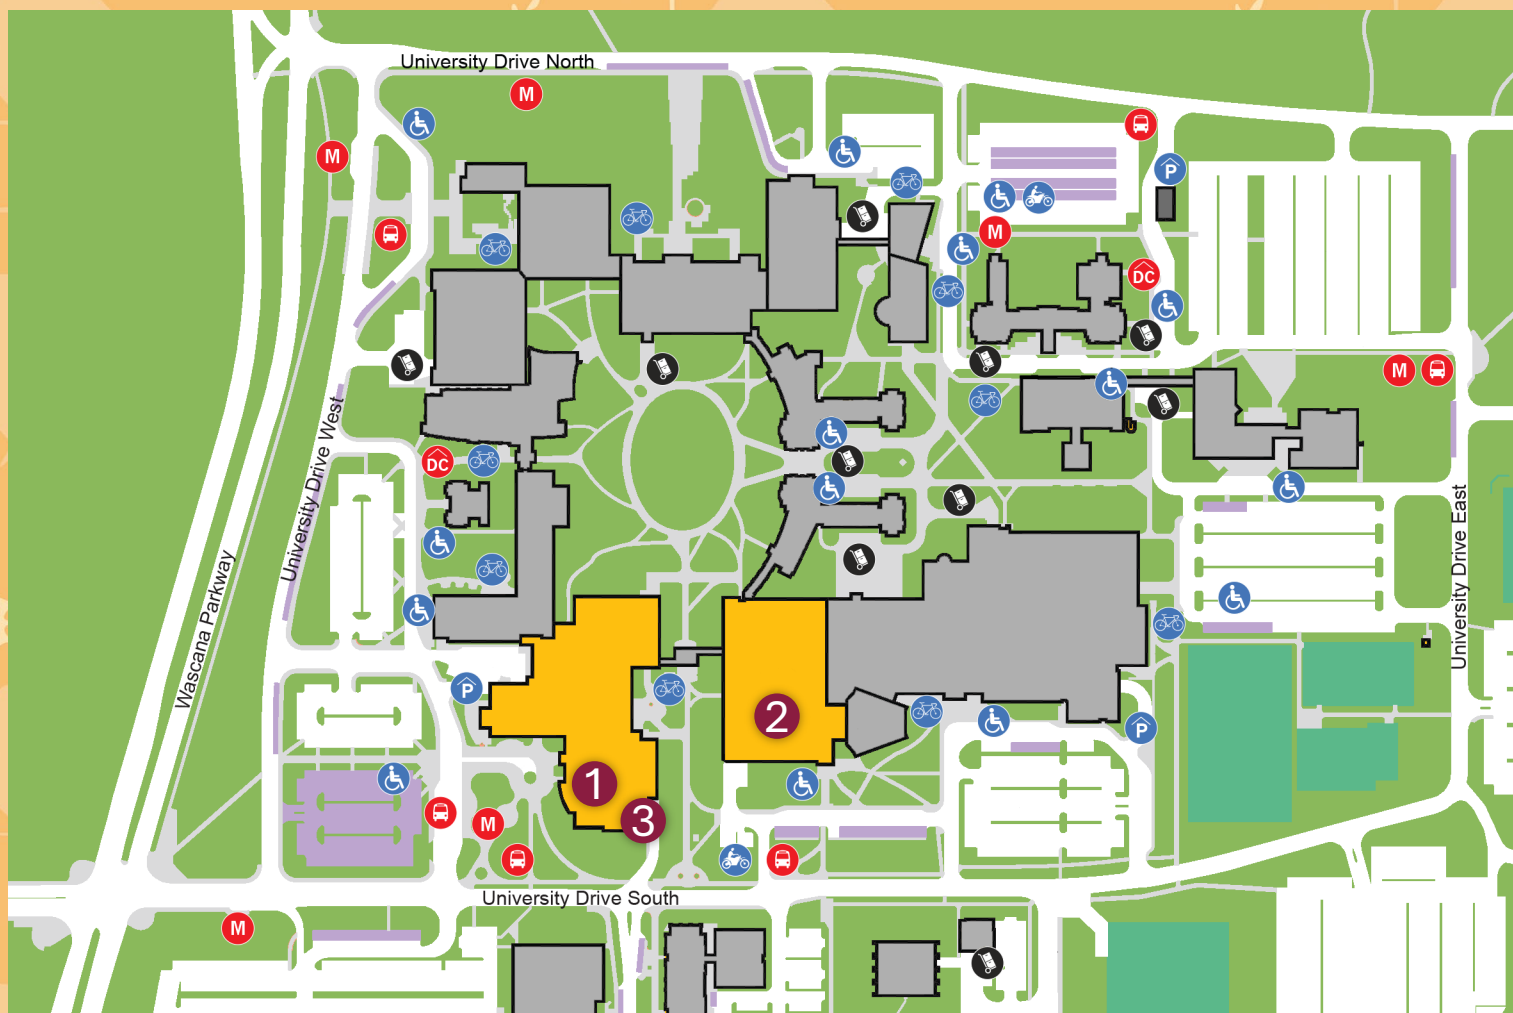 University Drive North
M
M
P
M
DC
M
University Drive West
DC
University Drive East
Wascana Parkway
P
2
P
1
3
M
University Drive South
M